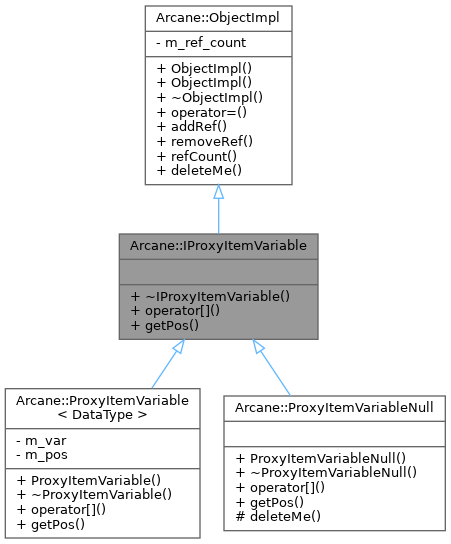 Arcane::ObjectImpl
- m_ref_count
+ ObjectImpl()
+ ObjectImpl()
+ ~ObjectImpl()
+ operator=()
+ addRef()
+ removeRef()
+ refCount()
+ deleteMe()
Arcane::IProxyItemVariable
+ ~IProxyItemVariable()
+ operator[]()
+ getPos()
Arcane::ProxyItemVariable
< DataType >
- m_var
- m_pos
+ ProxyItemVariable()
+ ~ProxyItemVariable()
+ operator[]()
+ getPos()
Arcane::ProxyItemVariableNull
+ ProxyItemVariableNull()
+ ~ProxyItemVariableNull()
+ operator[]()
+ getPos()
# deleteMe()